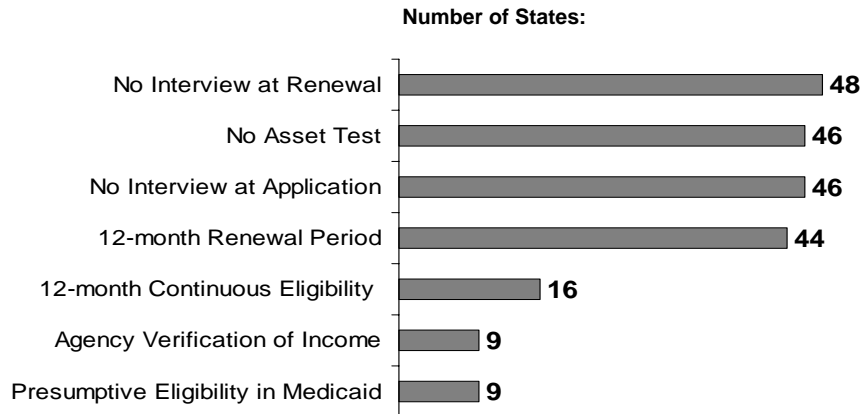 Number of States:
No Interview at Renewal 48
No Asset Test 46
No Interview at Application 46
12-month Renewal Period 44
12-month Continuous Eligibility 16
Agency Verification of Income 9
Presumptive Eligibility in Medicaid 9